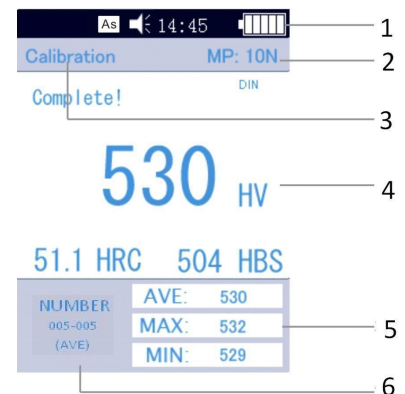 As 14:45
1
Calibration MP: 10N
2
Complete! DIN
3
530 HV
4
51.1 HRC 504 HBS
NUMBER
005-005
(AVE)
AVE: 530
MAX: 532
5
MIN: 529
6